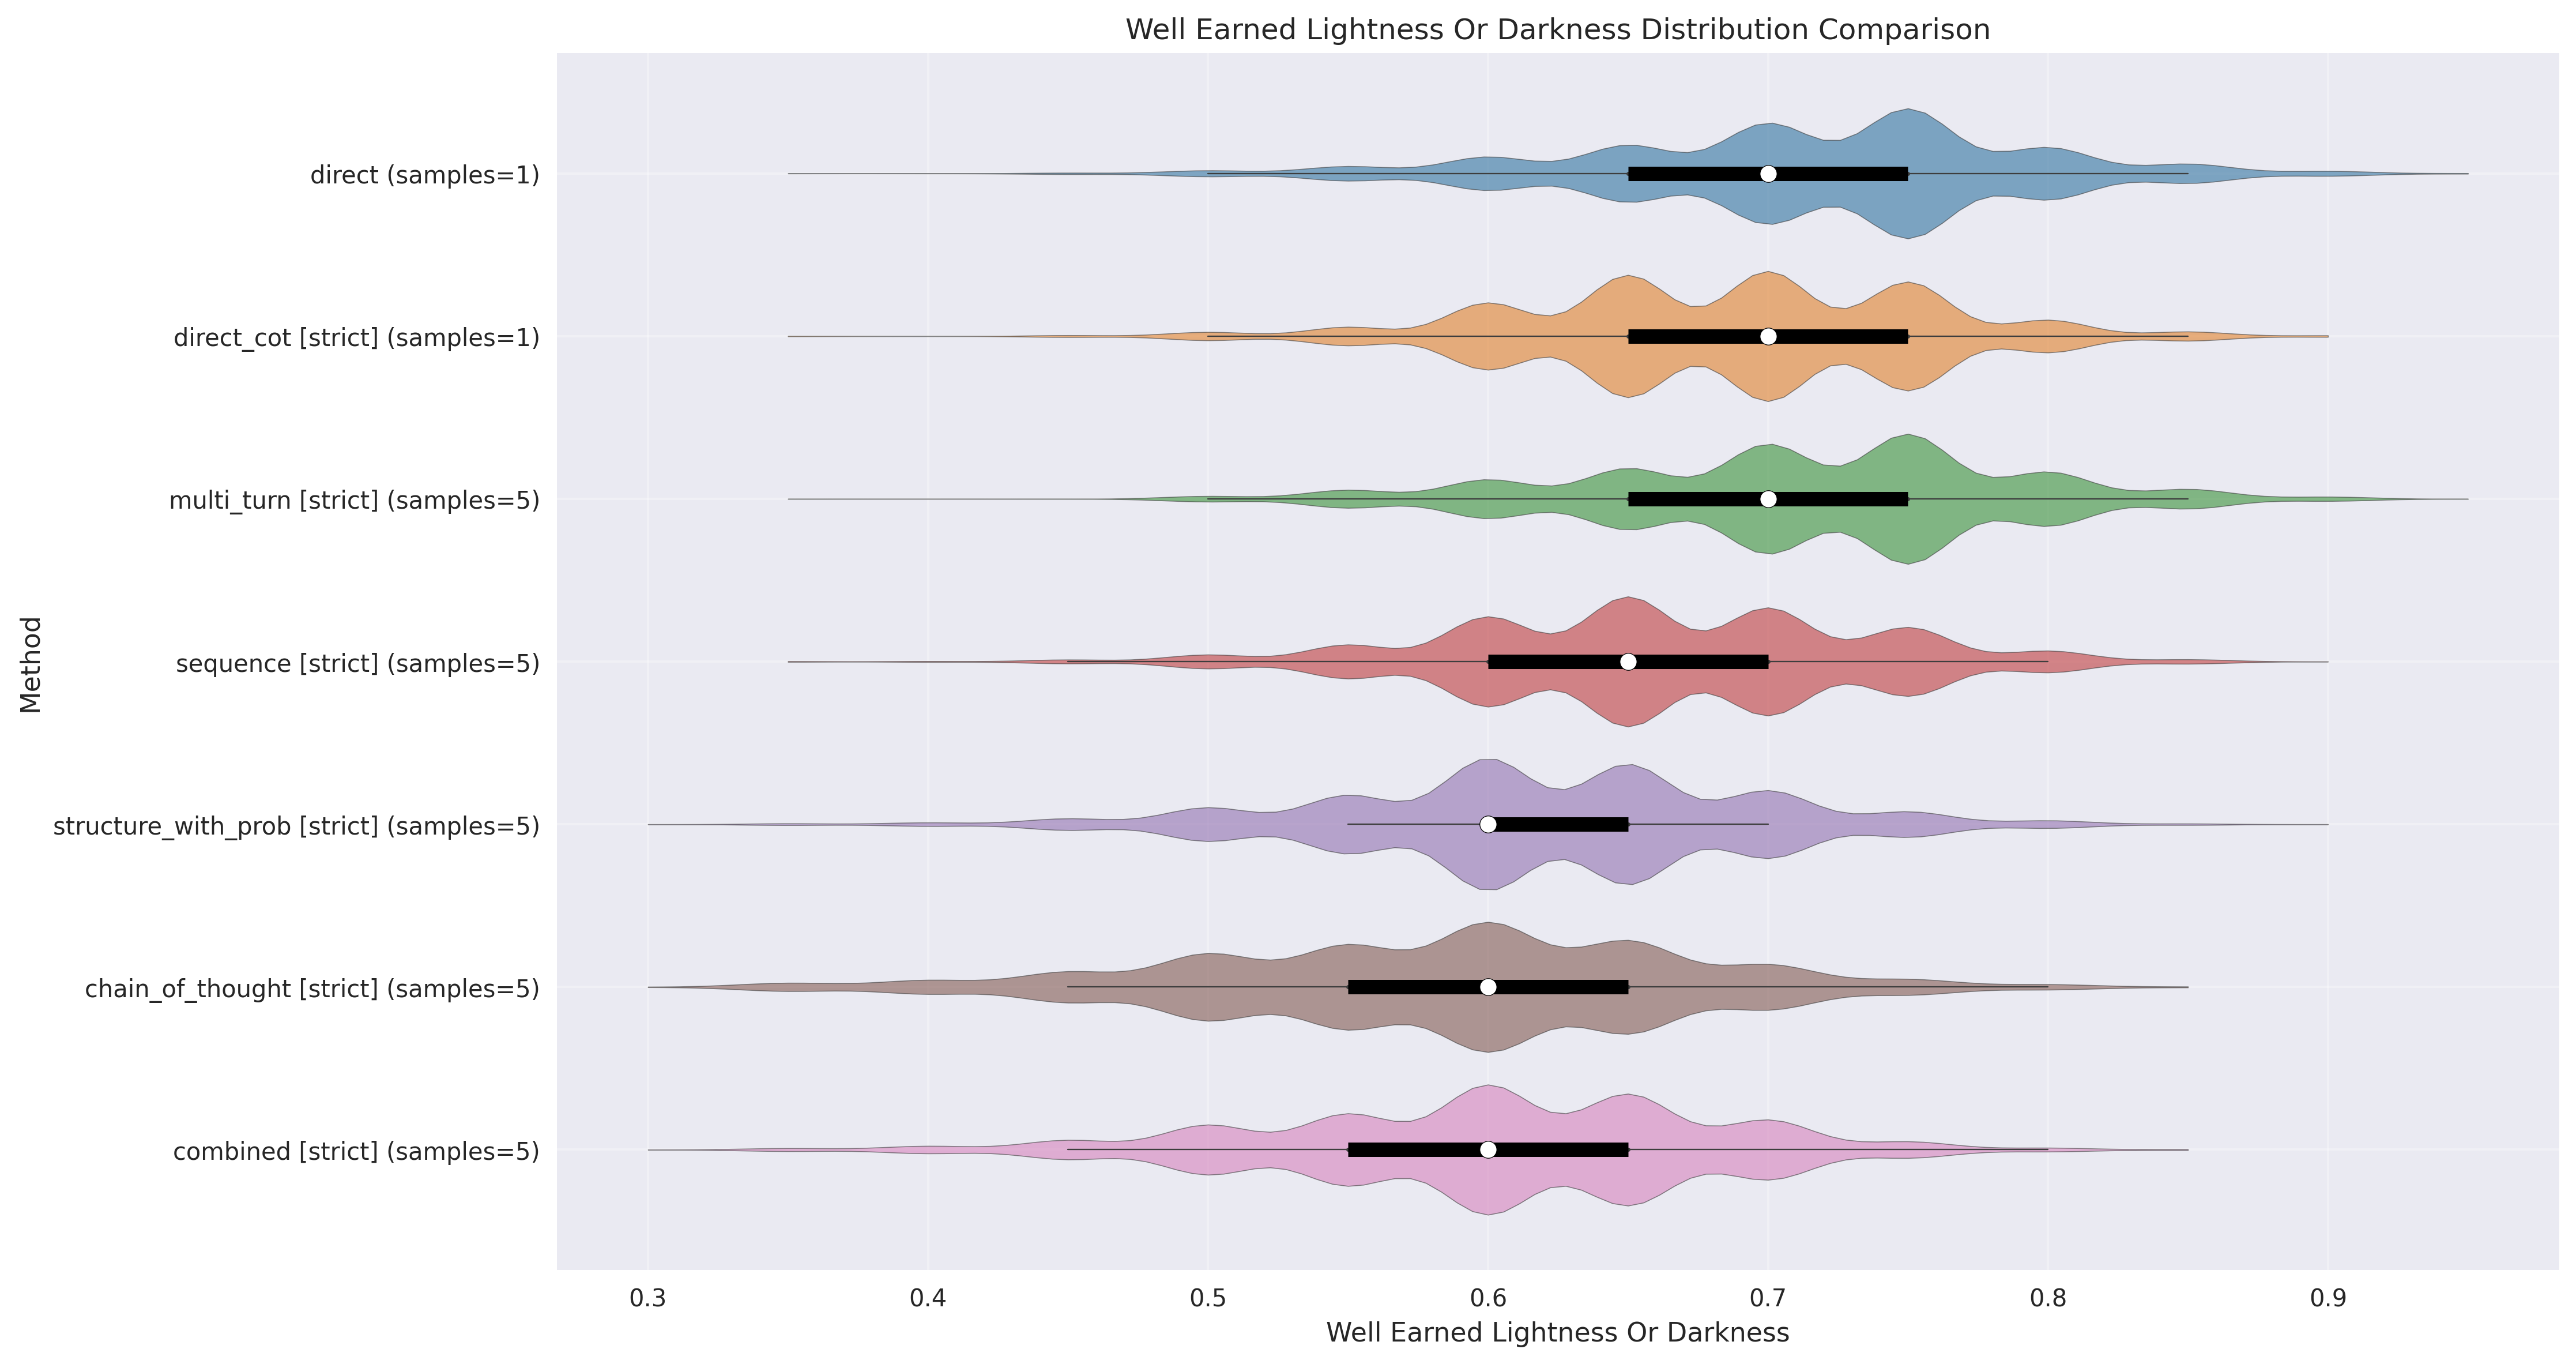 Well Earned Lightness Or Darkness Distribution Comparison
Method
direct (samples=1)
direct_cot [strict] (samples=1)
multi_turn [strict] (samples=5)
sequence [strict] (samples=5)
structure_with_prob [strict] (samples=5)
chain_of_thought [strict] (samples=5)
combined [strict] (samples=5)
0.3 0.4 0.5 0.6 0.7 0.8 0.9
Well Earned Lightness Or Darkness